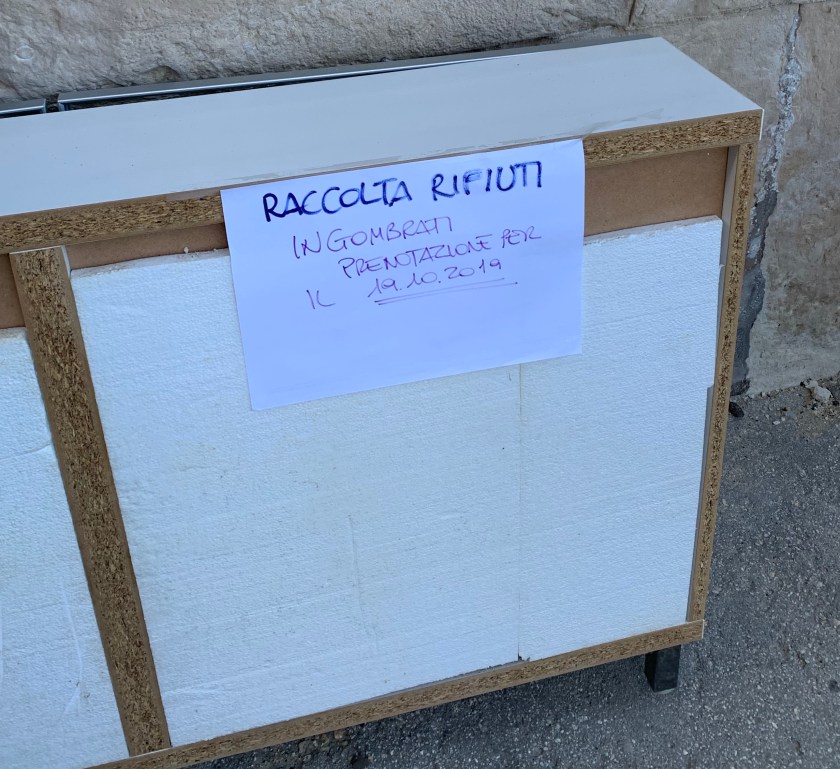 RACCOLTA RIFIUTI
INGOMBRATI
PRENOTAZIONE PER
IL 19.10.2019